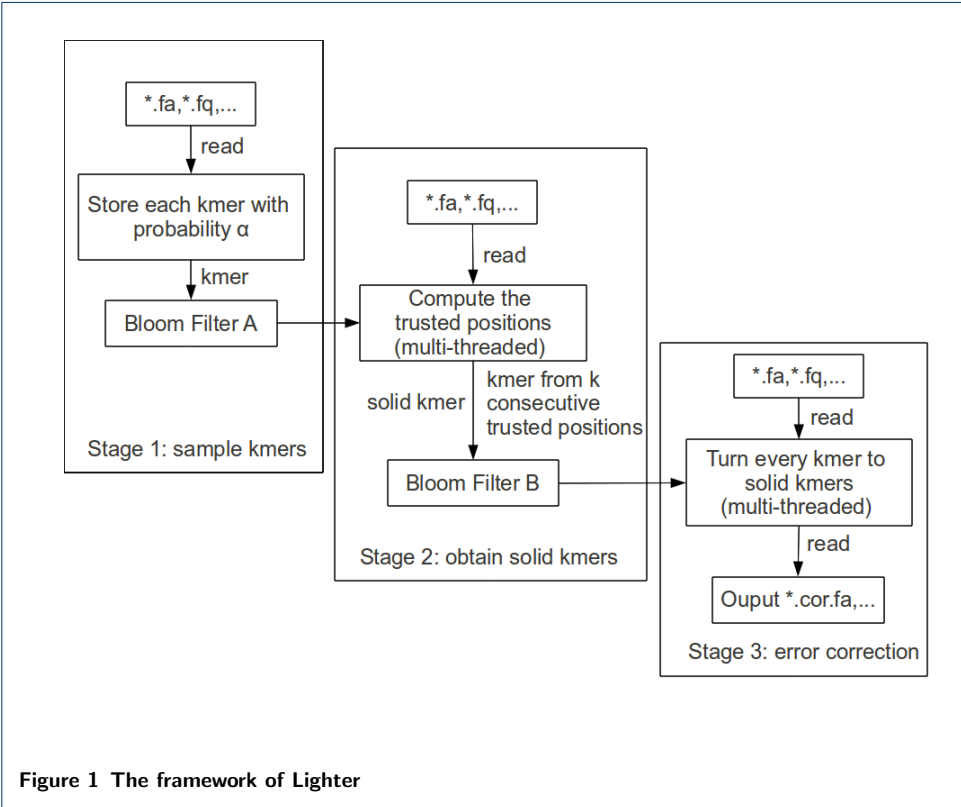 *.fa,*.fq,...
read
Store each kmer with
probability α
kmer
Bloom Filter A
Stage 1: sample kmers
*.fa,*.fq,...
read
Compute the
trusted positions
(multi-threaded)
solid kmer
kmer from k
consecutive
trusted positions
Bloom Filter B
Stage 2: obtain solid kmers
*.fa,*.fq,...
read
Turn every kmer to
solid kmers
(multi-threaded)
read
Ouput *.cor.fa,...
Stage 3: error correction
Figure 1 The framework of Lighter